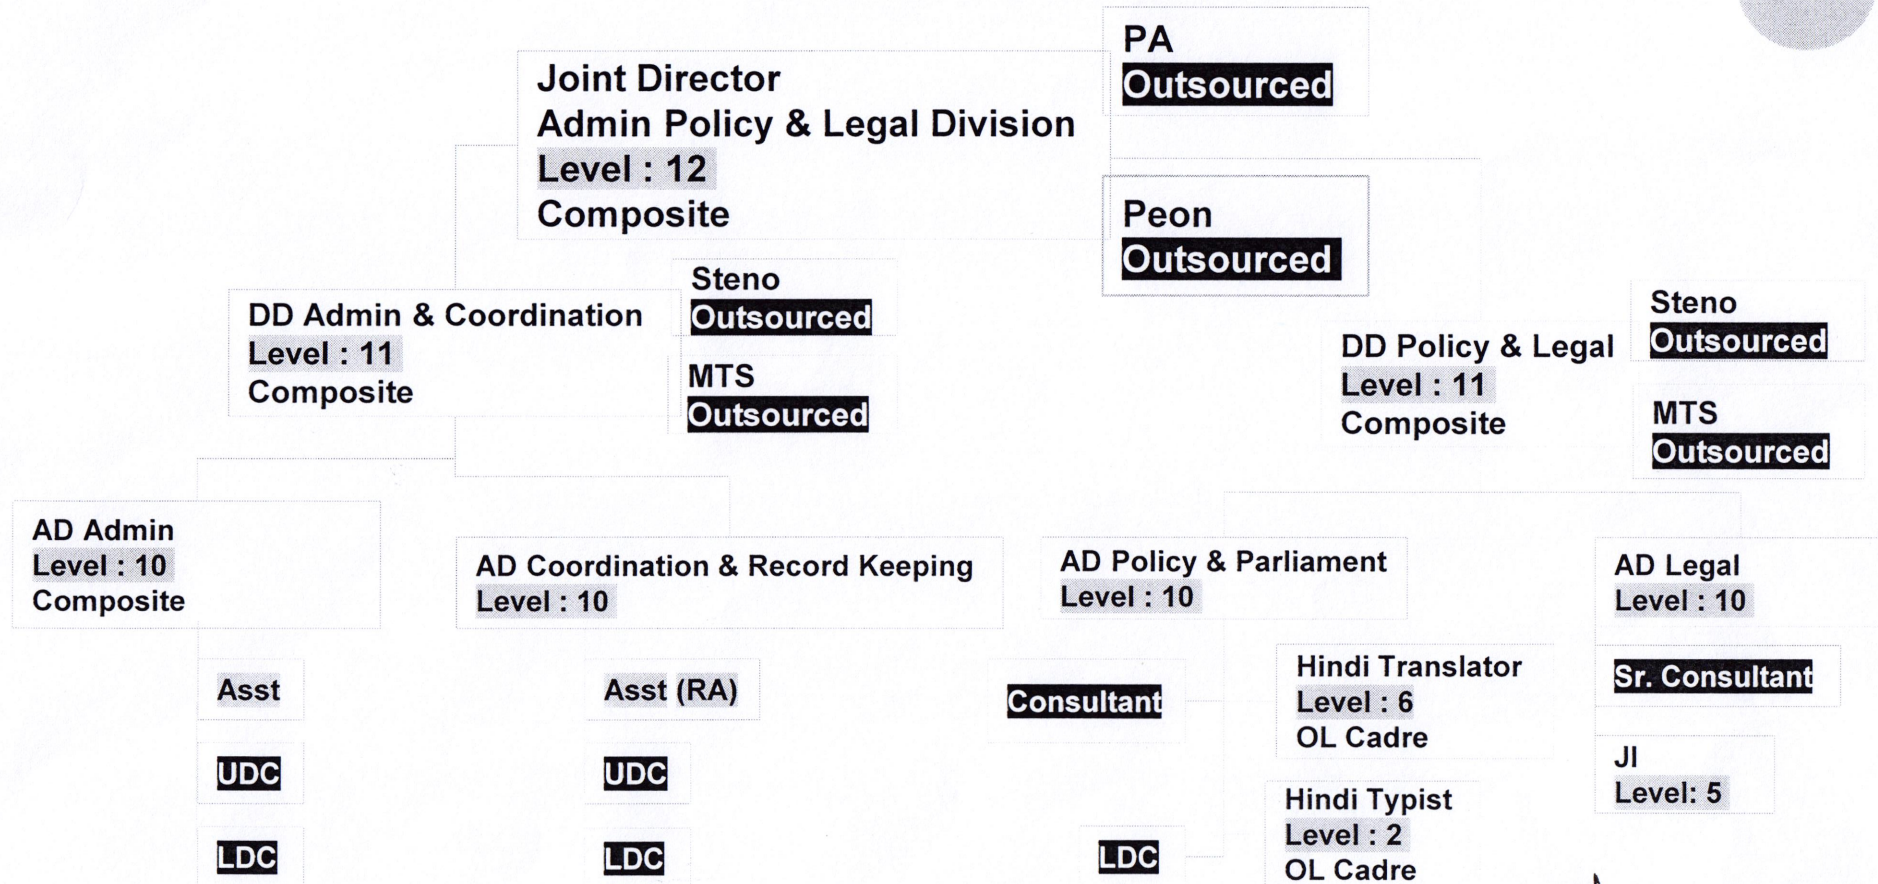 PA
Outsourced
Joint Director
Admin Policy & Legal Division
Level : 12
Composite
Peon
Outsourced
DD Admin & Coordination
Level : 11
Composite
Steno
Outsourced
MTS
Outsourced
DD Policy & Legal
Level : 11
Composite
Steno
Outsourced
MTS
Outsourced
AD Admin
Level : 10
Composite
Asst
UDC
LDC
AD Coordination & Record Keeping
Level : 10
Asst (RA)
UDC
LDC
AD Policy & Parliament
Level : 10
Consultant
LDC
Hindi Translator
Level : 6
OL Cadre
Hindi Typist
Level : 2
OL Cadre
AD Legal
Level : 10
Sr. Consultant
JI
Level: 5